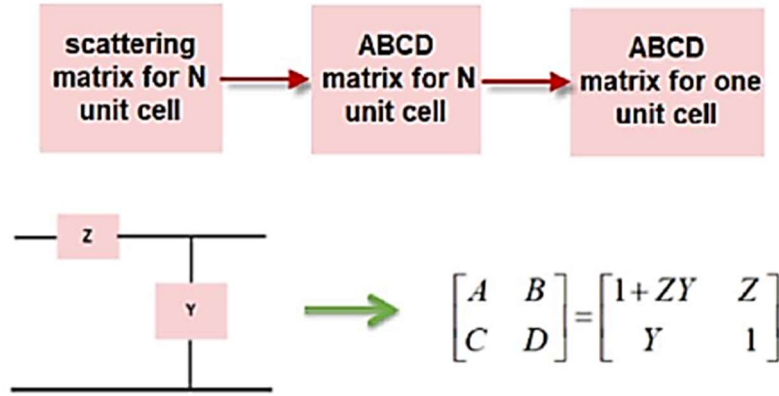 scattering
matrix for N
unit cell
ABCD
matrix for N
unit cell
ABCD
matrix for one
unit cell
Z
Y
[A B
C D] = [1 + ZY Z
Y 1]